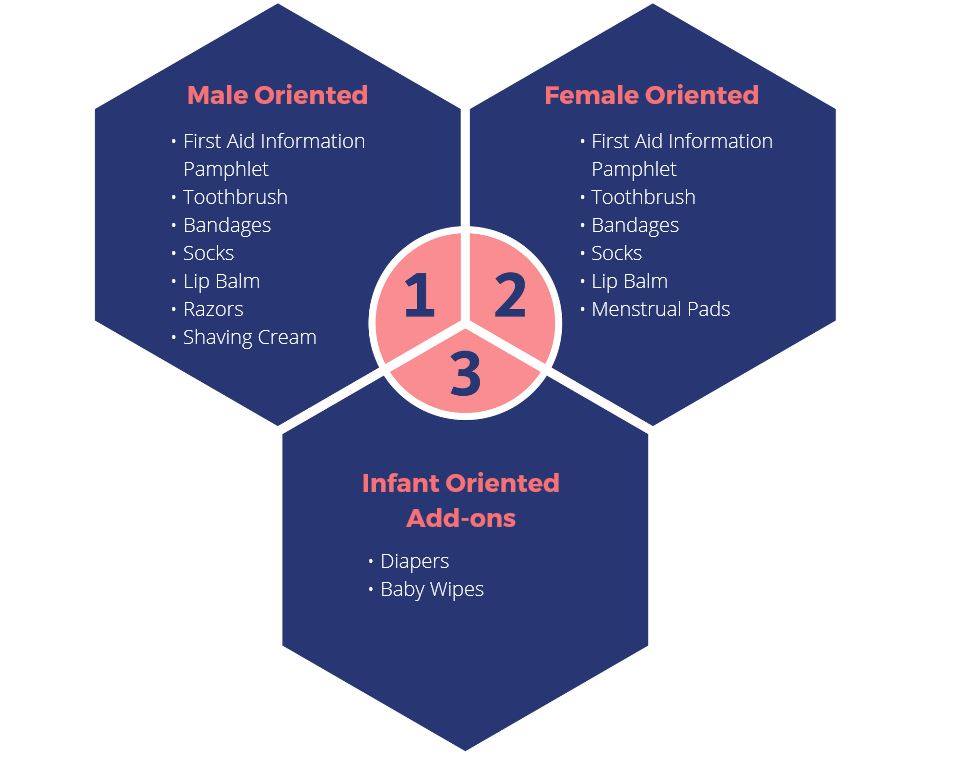 Male Oriented
• First Aid Information
Pamphlet
• Toothbrush
• Bandages
• Socks
• Lip Balm
• Razors
• Shaving Cream
Female Oriented
• First Aid Information
Pamphlet
• Toothbrush
• Bandages
• Socks
• Lip Balm
• Menstrual Pads
1
2
3
Infant Oriented
Add-ons
• Diapers
• Baby Wipes